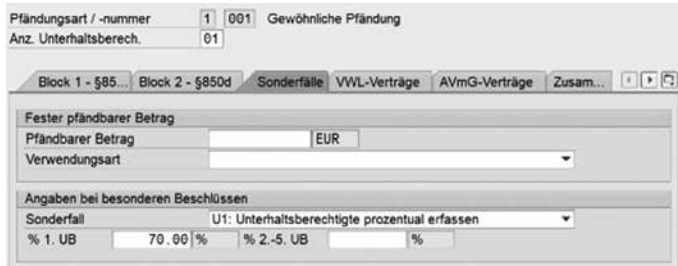 Pfändungsart / -nummer 1 001 Gewöhnliche Pfändung
Anz. Unterhaltsberech. 01
Block 1 - §85... Block 2 - §850d Sonderfälle VWL-Verträge AVmG-Verträge Zusam...
Fester pfändbarer Betrag
Pfändbarer Betrag EUR
Verwendungsart
Angaben bei besonderen Beschlüssen
Sonderfall U1: Unterhaltsberechtigte prozentual erfassen
% 1. UB 70.00 % % 2.-5. UB %